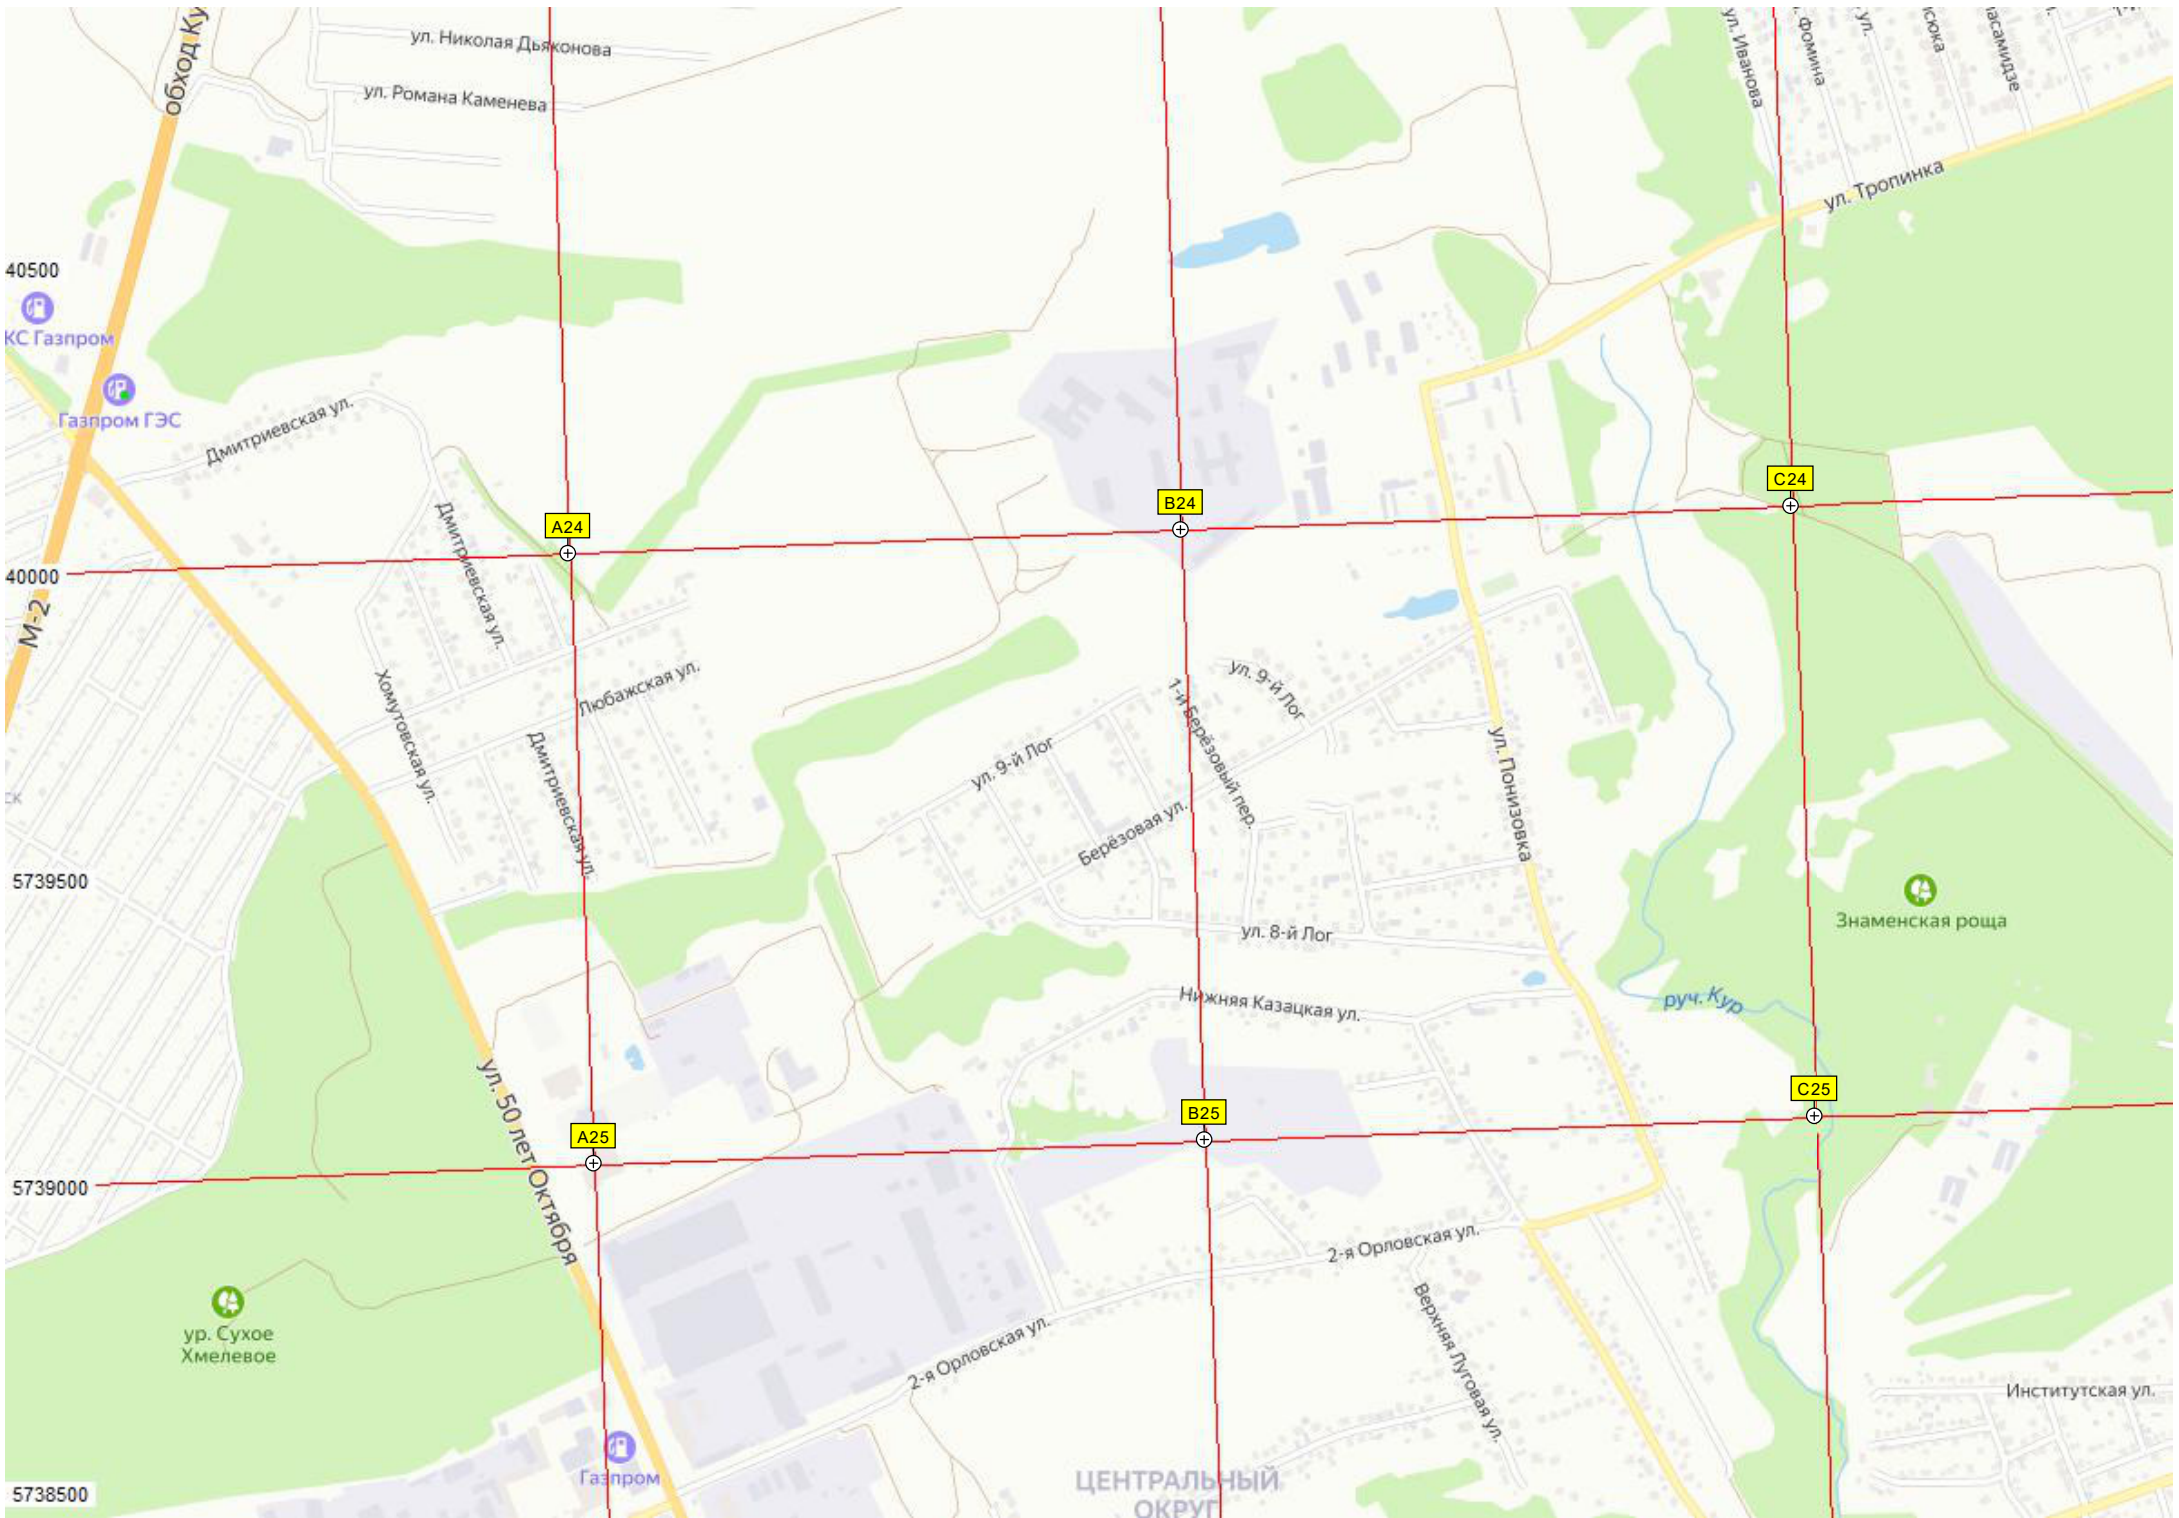 обход Ку
ул. Николая Дьяконова
ул. Романа Каменева
ул. Иванова
. Фомина
ул.
ул. Тропинка
40500
КС Газпром
Газпром ГЭС
Дмитриевская ул.
A24
B24
C24
Дмитриевская ул.
40000
М-2
Хомутовская ул.
Любажская ул.
Дмитриевская ул.
ул. 9-й Лог
1-й Берёзовый пер.
ул. 9-й Лог
Берёзовая ул.
ул. Понизовка
5739500
Знаменская роща
ул. 8-й Лог
Нижняя Казацкая ул.
руч. Кур
ул. 50 лет Октября
A25
B25
C25
5739000
2-я Орловская ул.
ур. Сухое
Хмелевое
2-я Орловская ул.
Верхняя Луговая ул.
Институтская ул.
Газпром
ЦЕНТРАЛЬНЫЙ
ОКРУГ
5738500